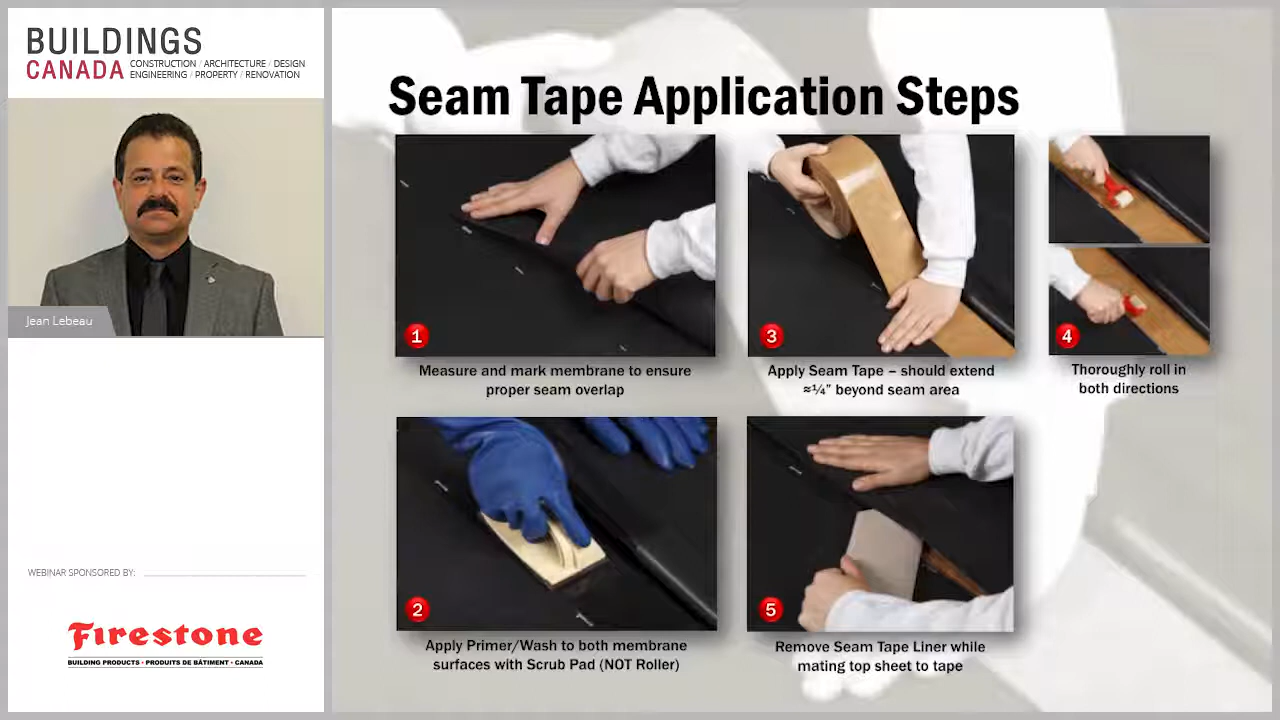 BUILDINGS
CANADA
CONSTRUCTION / ARCHITECTURE / DESIGN
ENGINEERING / PROPERTY / RENOVATION
Jean Lebeau
WEBINAR SPONSORED BY:
Firestone
BUILDING PRODUCTS · PRODUITS DE BÂTIMENT · CANADA
Seam Tape Application Steps
1
Measure and mark membrane to ensure
proper seam overlap
2
Apply Primer/Wash to both membrane
surfaces with Scrub Pad (NOT Roller)
3
Apply Seam Tape – should extend
≈¼” beyond seam area
4
Thoroughly roll in
both directions
5
Remove Seam Tape Liner while
mating top sheet to tape